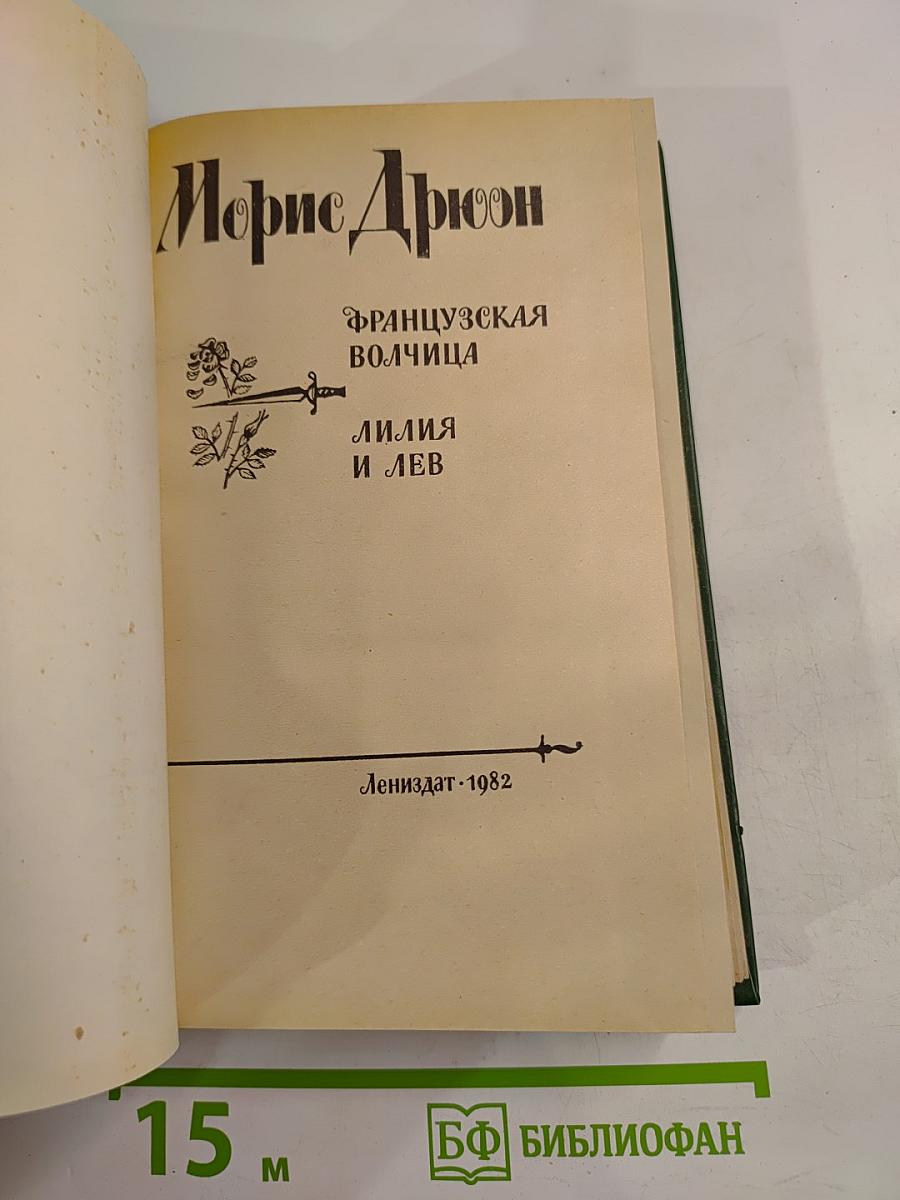 Морис Дрюон
ФРАНЦУЗСКАЯ
ВОЛЧИЦА
ЛИЛИЯ
И ЛЕВ
Лениздат·1982
15 м
БФ БИБЛИОФАН